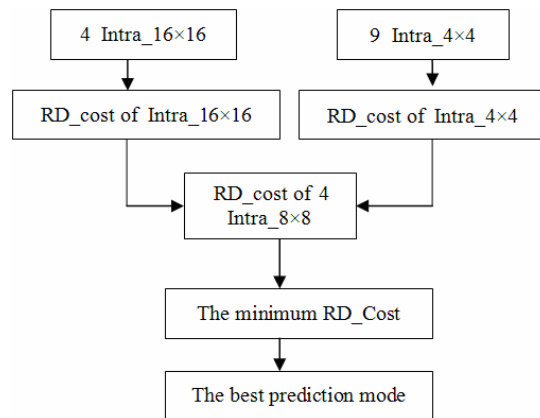 4 Intra_16×16
9 Intra_4×4
RD_cost of Intra_16×16
RD_cost of Intra_4×4
RD_cost of 4
Intra_8×8
The minimum RD_Cost
The best prediction mode